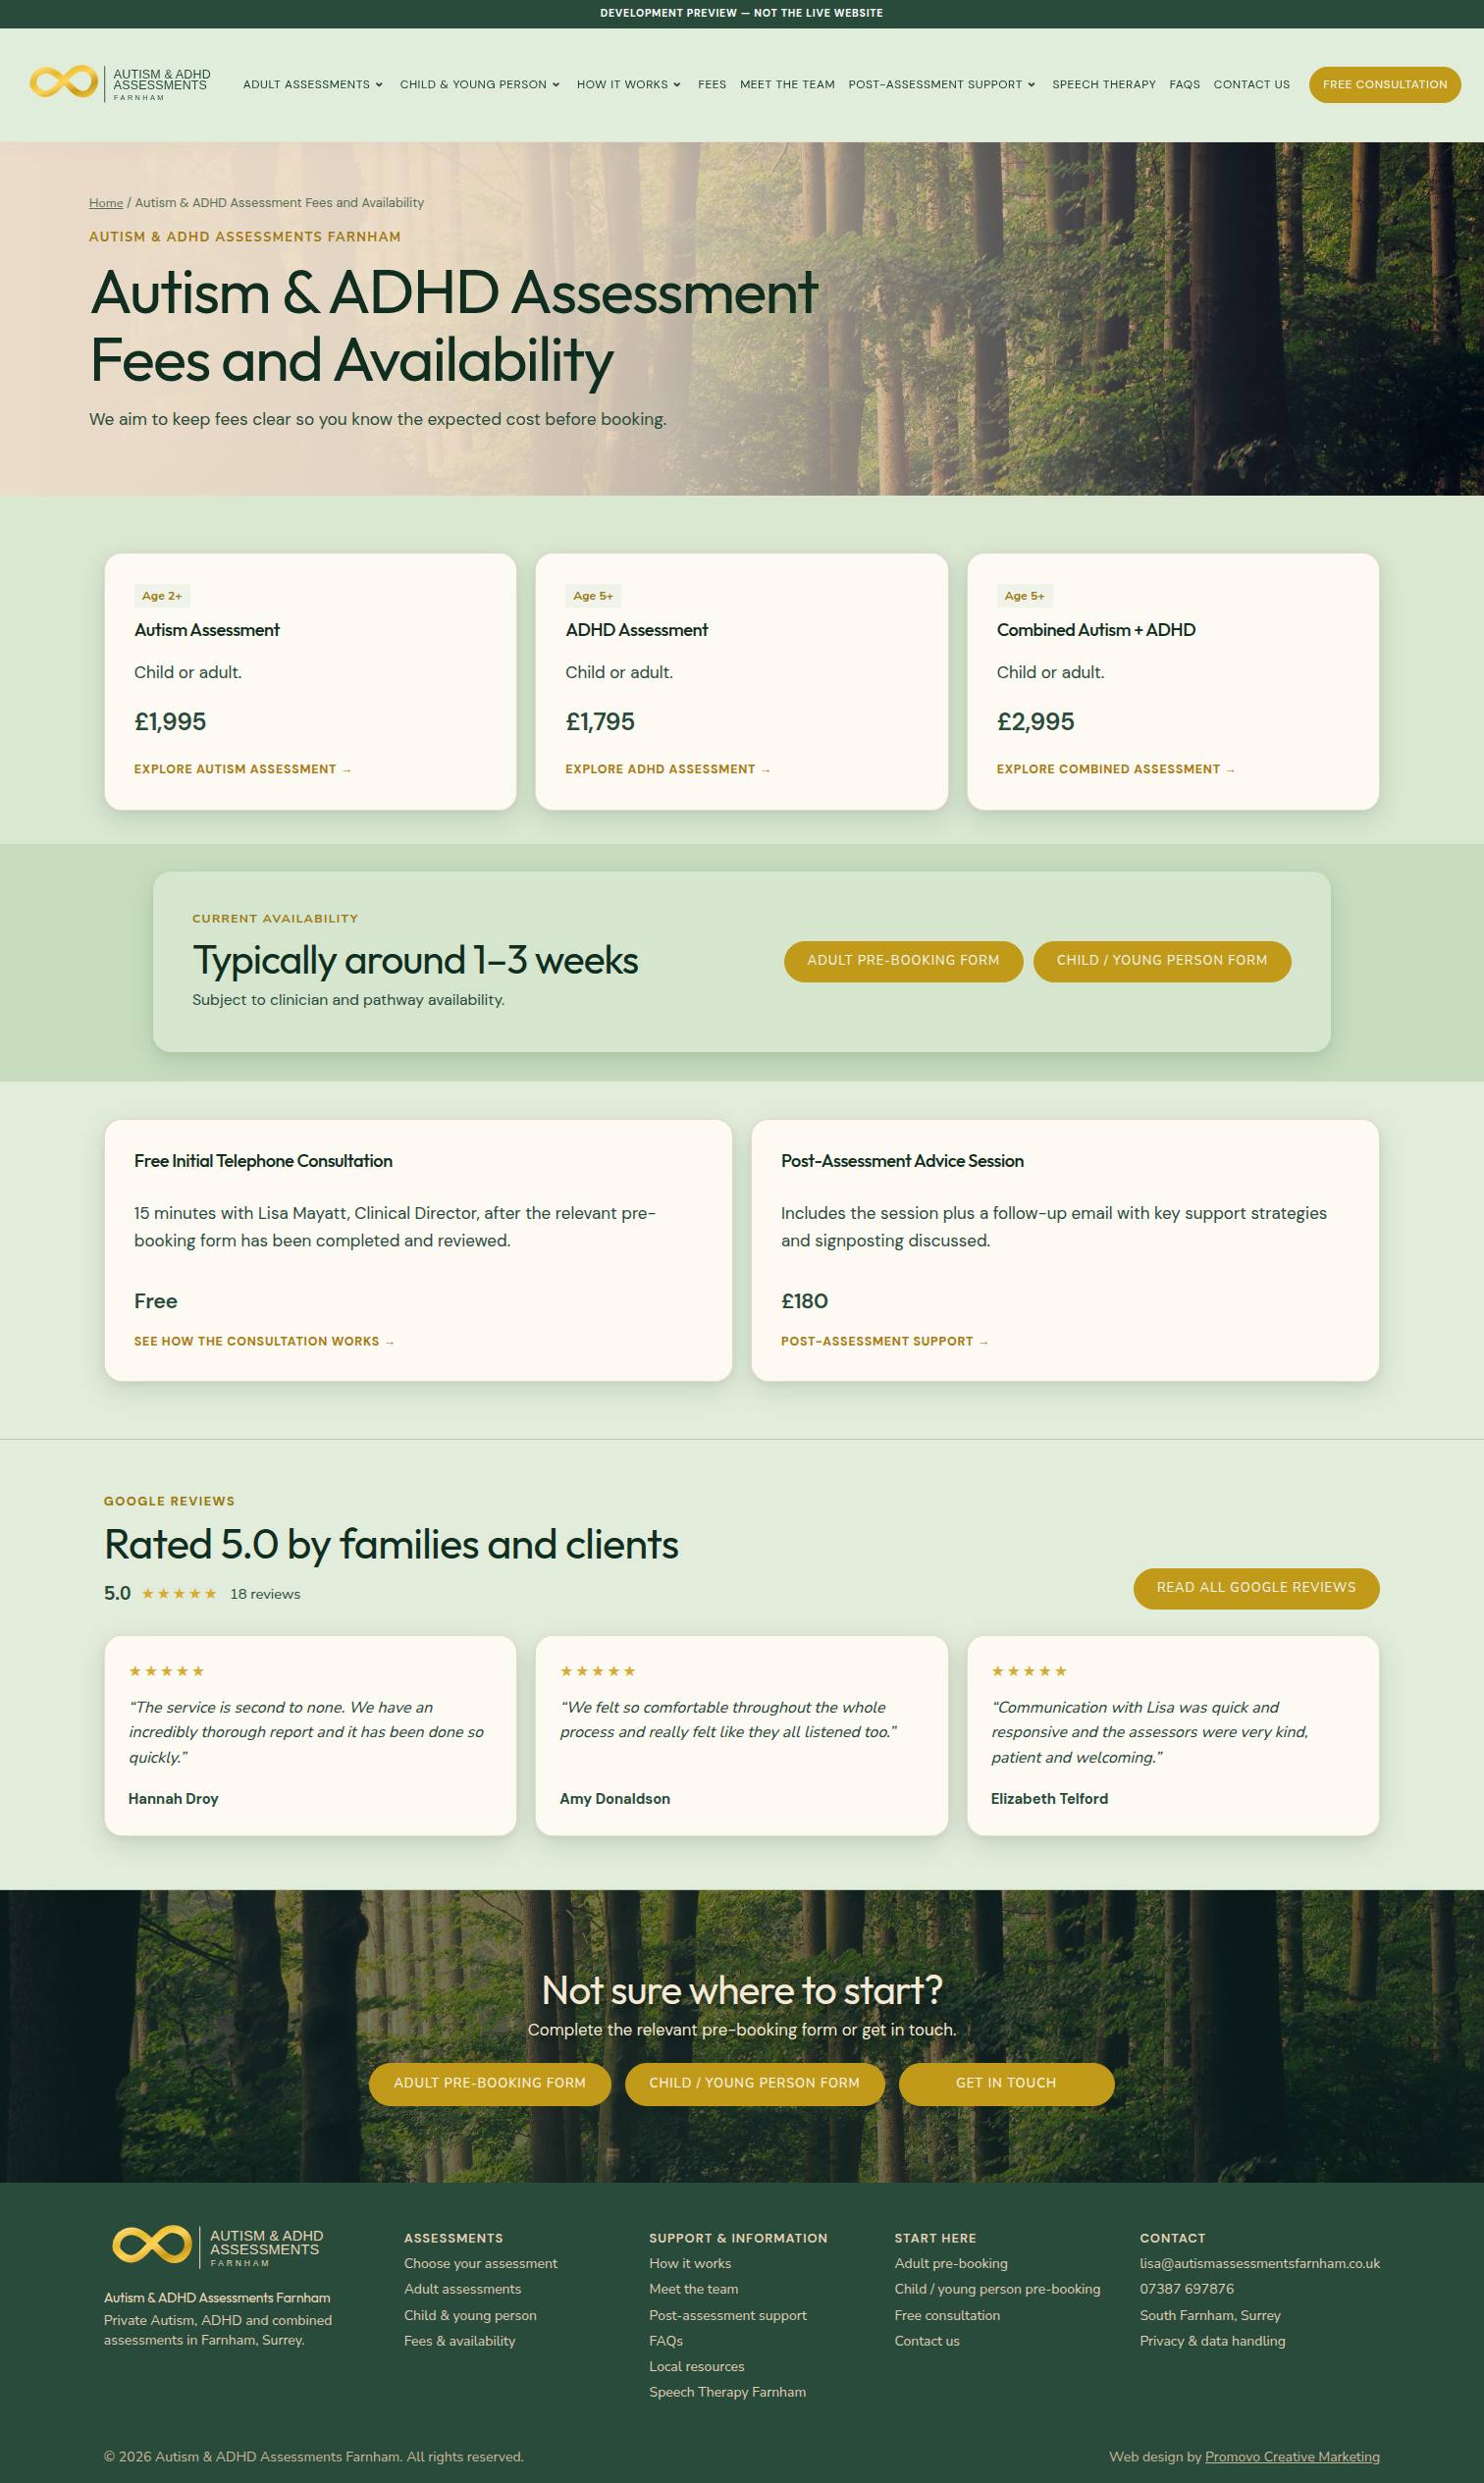 DEVELOPMENT PREVIEW — NOT THE LIVE WEBSITE
AUTISM & ADHD
ASSESSMENTS
FARNHAM
ADULT ASSESSMENTS CHILD & YOUNG PERSON HOW IT WORKS FEES MEET THE TEAM POST-ASSESSMENT SUPPORT SPEECH THERAPY FAQS CONTACT US FREE CONSULTATION
Home / Autism & ADHD Assessment Fees and Availability
AUTISM & ADHD ASSESSMENTS FARNHAM
Autism & ADHD Assessment
Fees and Availability
We aim to keep fees clear so you know the expected cost before booking.
Age 2+
Autism Assessment
Child or adult.
£1,995
EXPLORE AUTISM ASSESSMENT →
Age 5+
ADHD Assessment
Child or adult.
£1,795
EXPLORE ADHD ASSESSMENT →
Age 5+
Combined Autism + ADHD
Child or adult.
£2,995
EXPLORE COMBINED ASSESSMENT →
CURRENT AVAILABILITY
Typically around 1–3 weeks
Subject to clinician and pathway availability.
ADULT PRE-BOOKING FORM
CHILD / YOUNG PERSON FORM
Free Initial Telephone Consultation
15 minutes with Lisa Mayatt, Clinical Director, after the relevant pre-
booking form has been completed and reviewed.
Free
SEE HOW THE CONSULTATION WORKS →
Post-Assessment Advice Session
Includes the session plus a follow-up email with key support strategies
and signposting discussed.
£180
POST-ASSESSMENT SUPPORT →
GOOGLE REVIEWS
Rated 5.0 by families and clients
5.0 ★★★★★ 18 reviews
READ ALL GOOGLE REVIEWS
★★★★★
“The service is second to none. We have an
incredibly thorough report and it has been done so
quickly.”
Hannah Droy
★★★★★
“We felt so comfortable throughout the whole
process and really felt like they all listened too.”
Amy Donaldson
★★★★★
“Communication with Lisa was quick and
responsive and the assessors were very kind,
patient and welcoming.”
Elizabeth Telford
Not sure where to start?
Complete the relevant pre-booking form or get in touch.
ADULT PRE-BOOKING FORM
CHILD / YOUNG PERSON FORM
GET IN TOUCH
AUTISM & ADHD
ASSESSMENTS
FARNHAM
Autism & ADHD Assessments Farnham
Private Autism, ADHD and combined
assessments in Farnham, Surrey.
ASSESSMENTS
Choose your assessment
Adult assessments
Child & young person
Fees & availability
SUPPORT & INFORMATION
How it works
Meet the team
Post-assessment support
FAQs
Local resources
Speech Therapy Farnham
START HERE
Adult pre-booking
Child / young person pre-booking
Free consultation
Contact us
CONTACT
lisa@autismassessmentsfarnham.co.uk
07387 697876
South Farnham, Surrey
Privacy & data handling
© 2026 Autism & ADHD Assessments Farnham. All rights reserved.
Web design by Promovo Creative Marketing